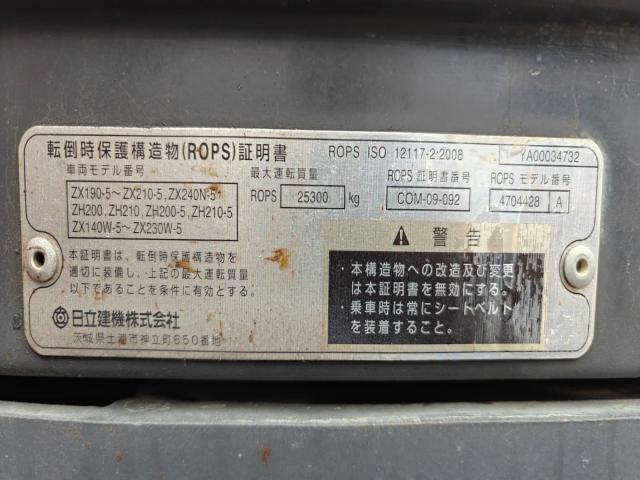 転倒時保護構造物(ROPS)証明書
ROPS ISO 12117-2:2008
YA00034732
車両モデル番号
ZX190-5～ZX210-5, ZX240N-5
ZH200, ZH210, ZH200-5, ZH210-5
ZX140W-5～ZX230W-5
最大運転質量
ROPS 25300 kg
ROPS 証明書番号
COM-09-092
ROPS モデル番号
4704428 A
本証明書は、転倒時保護構造物を
適切に装備し、上記の最大運転質量
以下であることを条件に有効とする。
日立建機株式会社
茨城県土浦市神立町650番地
警告
・本構造物への改造及び変更
は本証明書を無効にする。
・乗車時は常にシートベルト
を装着すること。